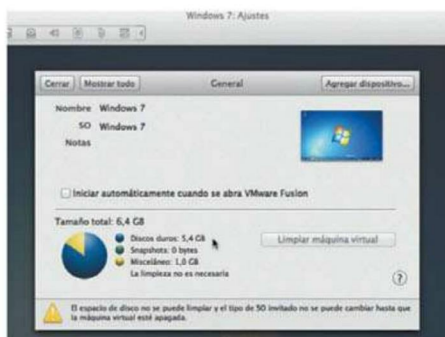 Windows 7: Ajustes
Cerrar Mostrar todo General Agregar dispositivo...
Nombre Windows 7
SO Windows 7
Notas
Iniciar automáticamente cuando se abra VMware Fusion
Tamaño total: 6,4 GB
Discos duros: 5,4 GB
Snapshots: 0 bytes
Misceláneo: 1,0 GB
La limpieza no es necesaria
Limpiar máquina virtual
?
El espacio de disco no se puede limpiar y el tipo de SO invitado no se puede cambiar hasta que
la máquina virtual esté apagada.